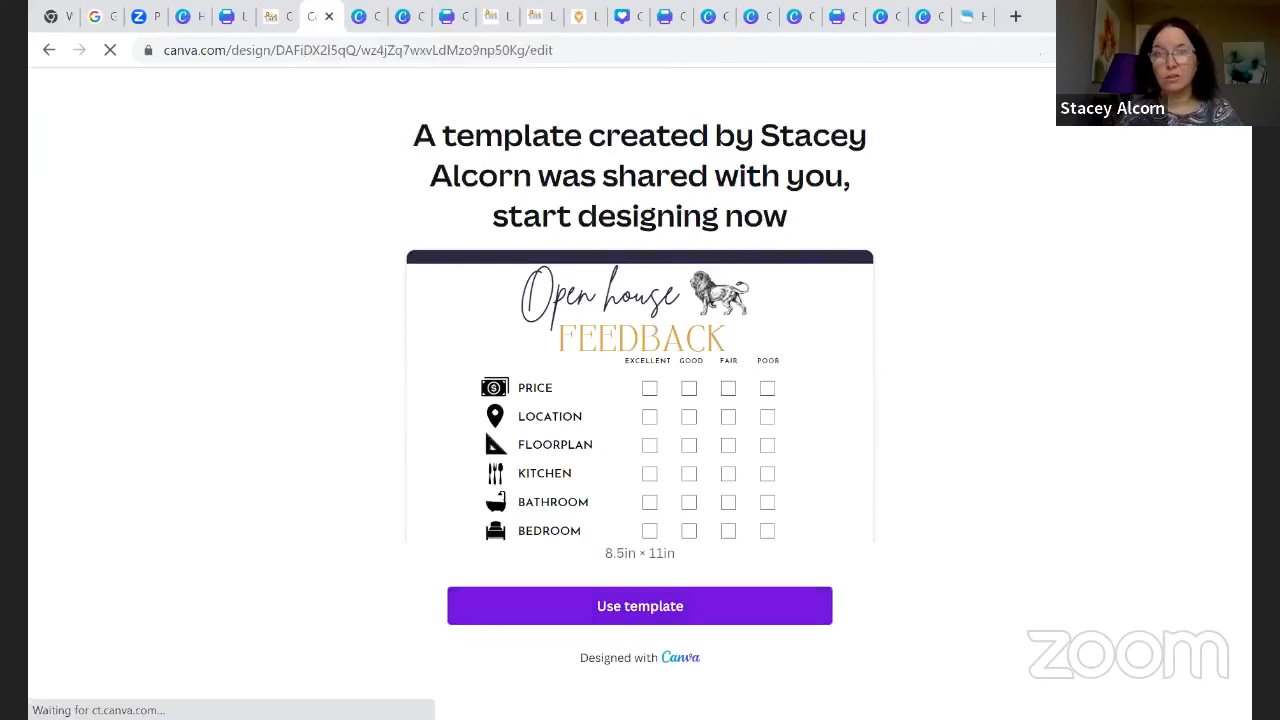 canva.com/design/DAFiDX2I5qQ/wz4jZq7wxvLdMzo9np50Kg/edit
Stacey Alcorn
A template created by Stacey
Alcorn was shared with you,
start designing now
Open house
FEEDBACK
EXCELLENT GOOD FAIR POOR
PRICE
LOCATION
FLOORPLAN
KITCHEN
BATHROOM
BEDROOM
8.5in × 11in
Use template
Designed with Canva
zoom
Waiting for ct.canva.com...